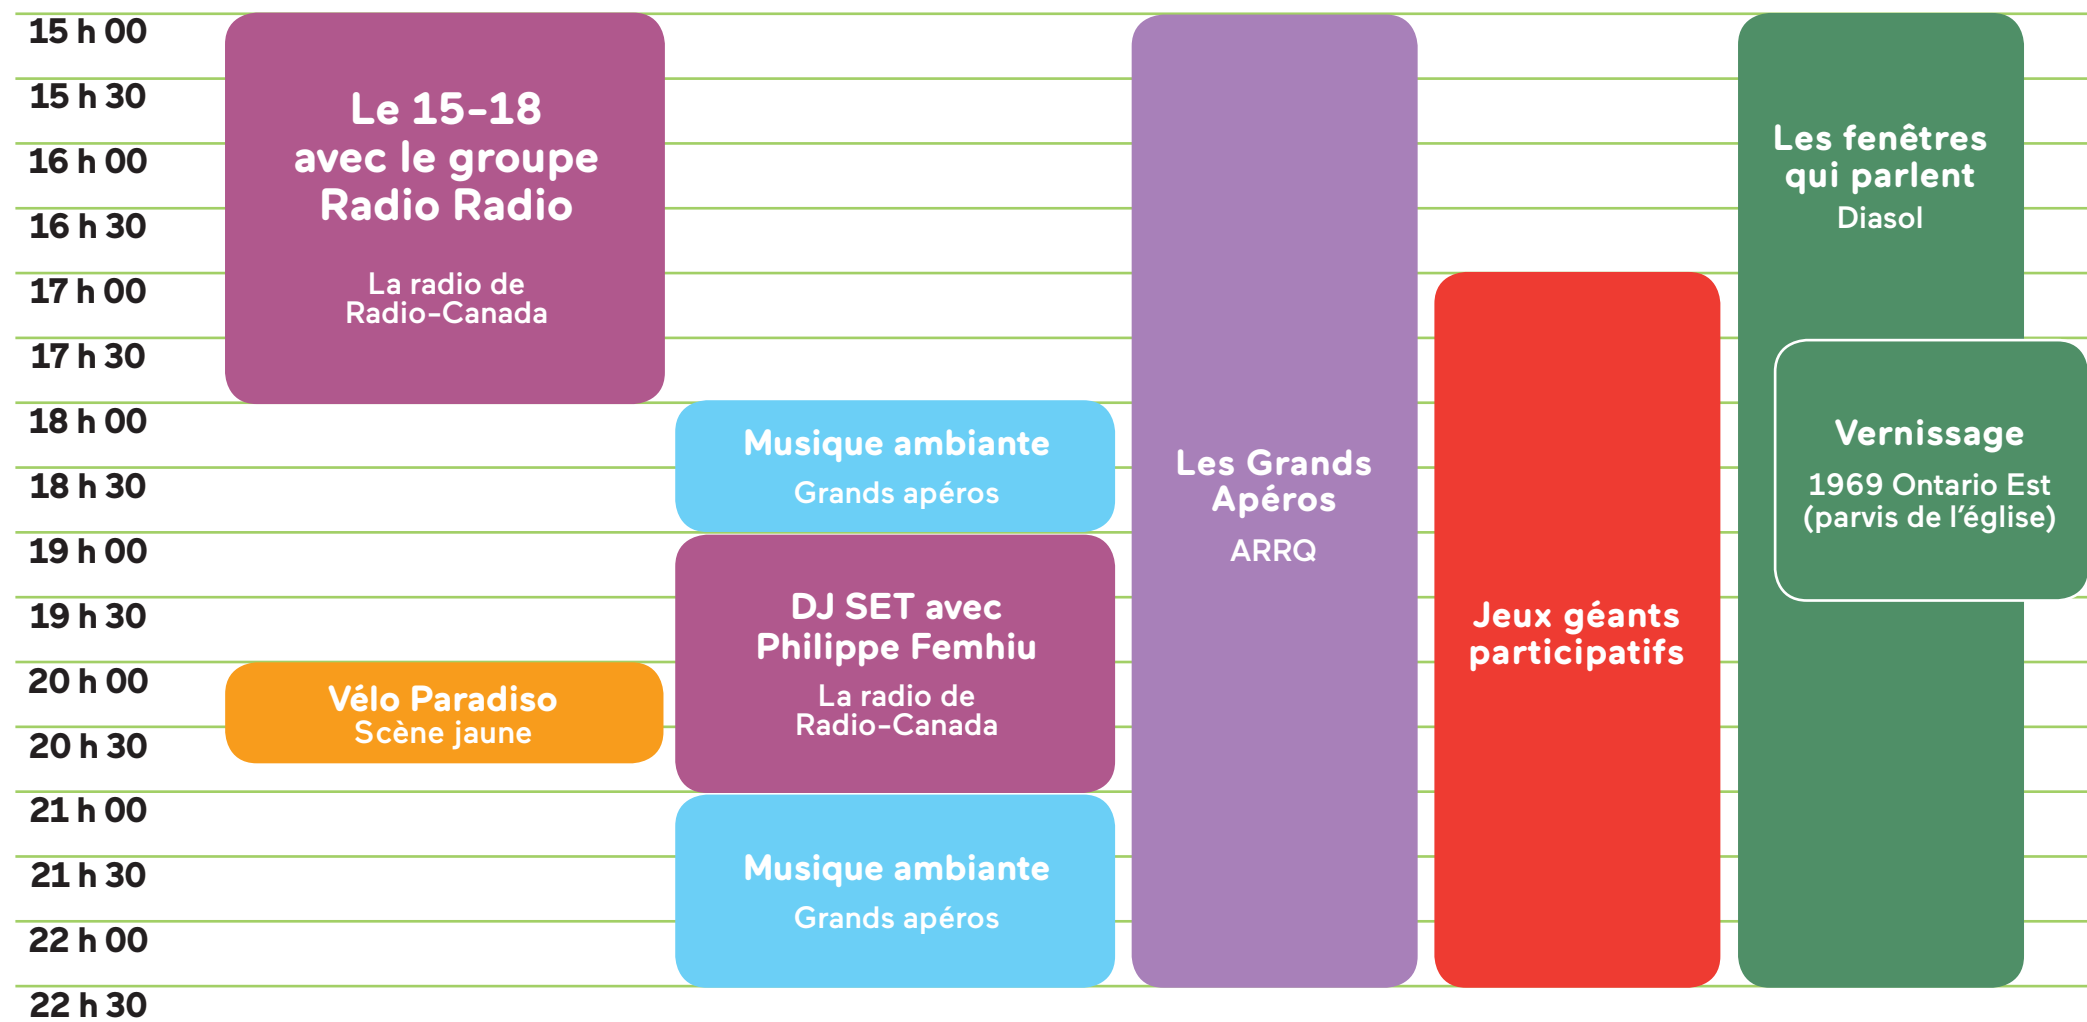 15 h 00
15 h 30
16 h 00
16 h 30
17 h 00
17 h 30
18 h 00
18 h 30
19 h 00
19 h 30
20 h 00
20 h 30
21 h 00
21 h 30
22 h 00
22 h 30
Le 15-18
avec le groupe
Radio Radio
La radio de
Radio-Canada
Vélo Paradiso
Scène jaune
Musique ambiante
Grands apéros
DJ SET avec
Philippe Femhiu
La radio de
Radio-Canada
Musique ambiante
Grands apéros
Les Grands
Apéros
ARRQ
Jeux géants
participatifs
Les fenêtres
qui parlent
Diasol
Vernissage
1969 Ontario Est
(parvis de l'église)